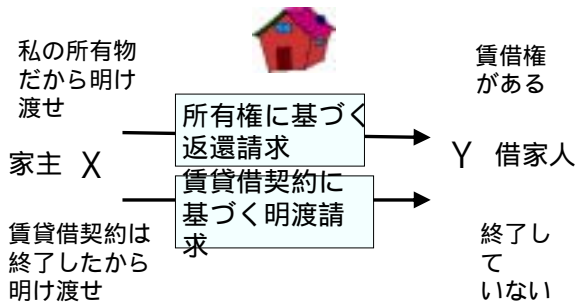 私の所有物
だから明け
渡せ
賃借権
がある
所有権に基づく
返還請求
家主 X
Y 借家人
賃貸借契約に
基づく明渡請
求
賃貸借契約は
終了したから
明け渡せ
終了し
て
いない